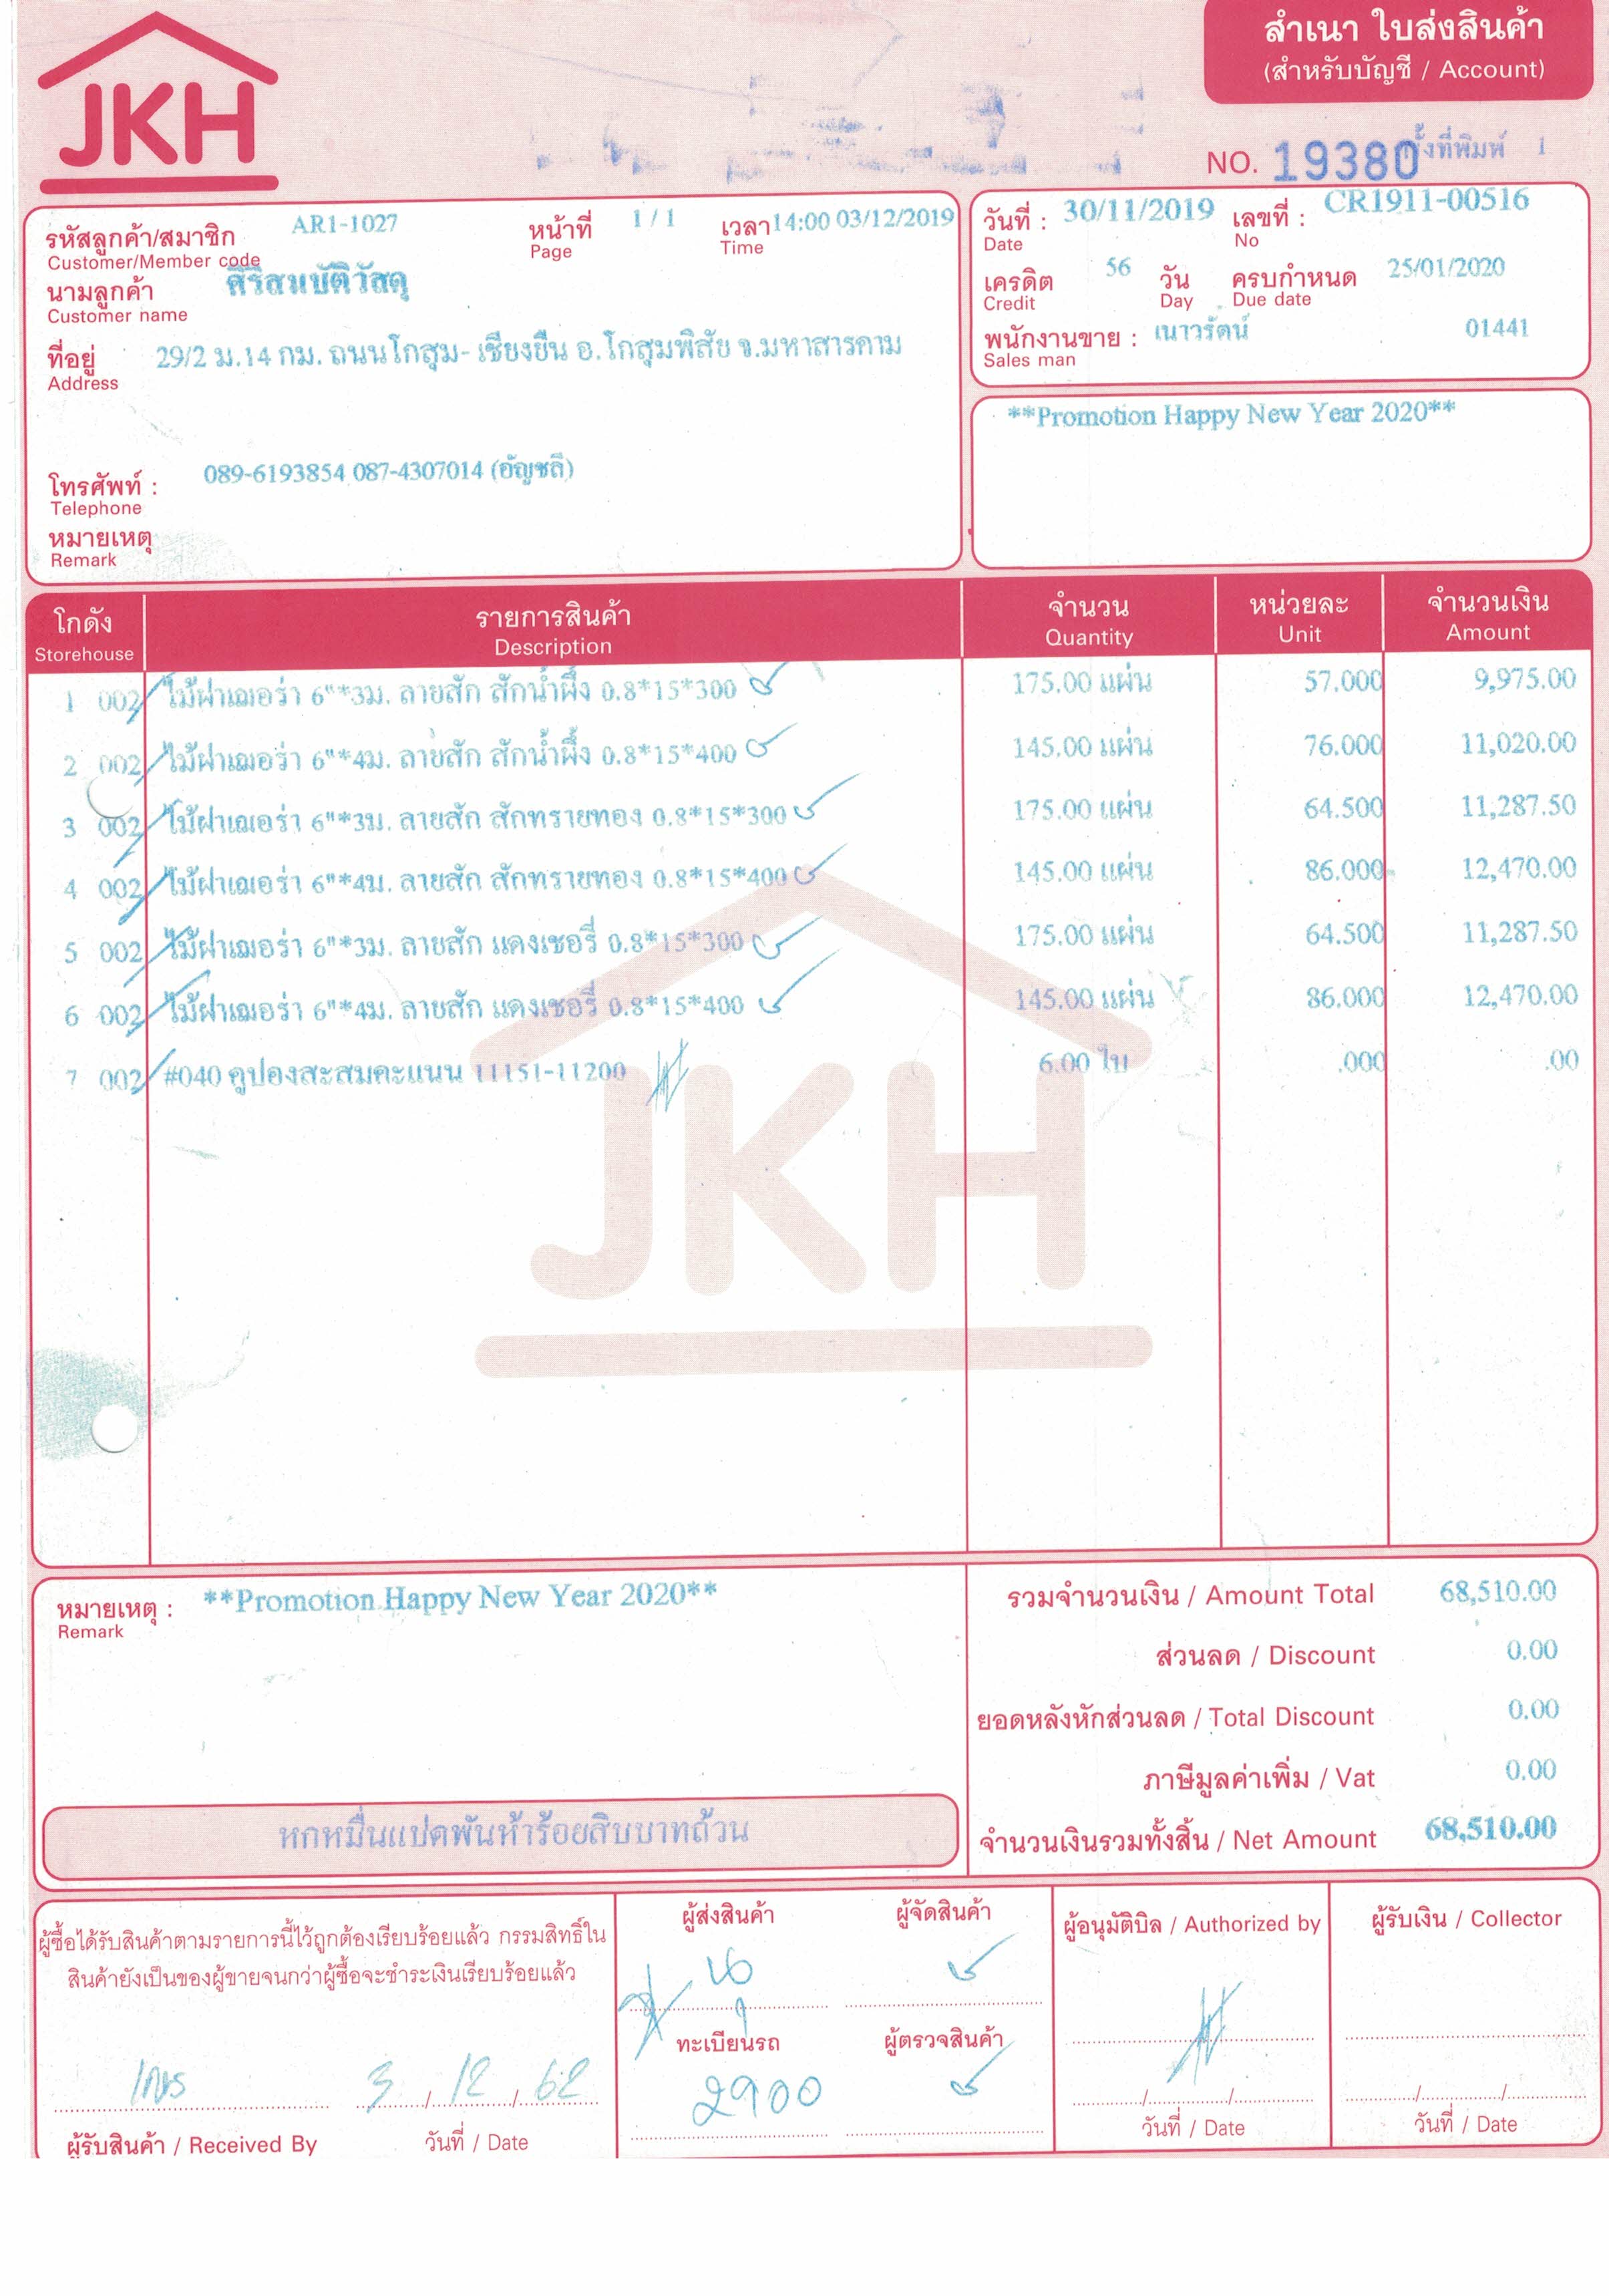 JKH
สำเนา ใบส่งสินค้า
(สำหรับบัญชี / Account)
NO. 19380 ครั้งที่พิมพ์ 1
รหัสลูกค้า/สมาชิก AR1-1027 หน้าที่ 1 / 1 เวลา 14:00 03/12/2019
Customer/Member code Page Time
นามลูกค้า ศิริสมบัติวัสดุ
Customer name
ที่อยู่ 29/2 ม.14 กม. ถนนโกสุม- เชียงยืน อ.โกสุมพิสัย จ.มหาสารคาม
Address
โทรศัพท์ : 089-6193854 087-4307014 (อัญชลี)
Telephone
หมายเหตุ
Remark
วันที่ : 30/11/2019 เลขที่ : CR1911-00516
Date No
เครดิต 56 วัน ครบกำหนด 25/01/2020
Credit Day Due date
พนักงานขาย : เนาวรัตน์ 01441
Sales man
**Promotion Happy New Year 2020**
โกดัง รายการสินค้า จำนวน หน่วยละ จำนวนเงิน
Storehouse Description Quantity Unit Amount
1 002 ไม้ฝาเฌอร่า 6"*3ม. ลายสัก สักน้ำผึ้ง 0.8*15*300 175.00 แผ่น 57.000 9,975.00
2 002 ไม้ฝาเฌอร่า 6"*4ม. ลายสัก สักน้ำผึ้ง 0.8*15*400 145.00 แผ่น 76.000 11,020.00
3 002 ไม้ฝาเฌอร่า 6"*3ม. ลายสัก สักทรายทอง 0.8*15*300 175.00 แผ่น 64.500 11,287.50
4 002 ไม้ฝาเฌอร่า 6"*4ม. ลายสัก สักทรายทอง 0.8*15*400 145.00 แผ่น 86.000 12,470.00
5 002 ไม้ฝาเฌอร่า 6"*3ม. ลายสัก แดงเชอรี่ 0.8*15*300 175.00 แผ่น 64.500 11,287.50
6 002 ไม้ฝาเฌอร่า 6"*4ม. ลายสัก แดงเชอรี่ 0.8*15*400 145.00 แผ่น 86.000 12,470.00
7 002 #040 คูปองสะสมคะแนน 11151-11200 6.00 ใบ .000 .00
JKH
หมายเหตุ : **Promotion Happy New Year 2020**
Remark
รวมจำนวนเงิน / Amount Total 68,510.00
ส่วนลด / Discount 0.00
ยอดหลังหักส่วนลด / Total Discount 0.00
ภาษีมูลค่าเพิ่ม / Vat 0.00
หกหมื่นแปดพันห้าร้อยสิบบาทถ้วน
จำนวนเงินรวมทั้งสิ้น / Net Amount 68,510.00
ผู้ซื้อได้รับสินค้าตามรายการนี้ไว้ถูกต้องเรียบร้อยแล้ว กรรมสิทธิ์ใน
สินค้ายังเป็นของผู้ขายจนกว่าผู้ซื้อจะชำระเงินเรียบร้อยแล้ว
3 / 12 / 62
ผู้รับสินค้า / Received By วันที่ / Date
ผู้ส่งสินค้า ผู้จัดสินค้า
ทะเบียนรถ ผู้ตรวจสินค้า
2900
ผู้อนุมัติบิล / Authorized by
วันที่ / Date
ผู้รับเงิน / Collector
วันที่ / Date